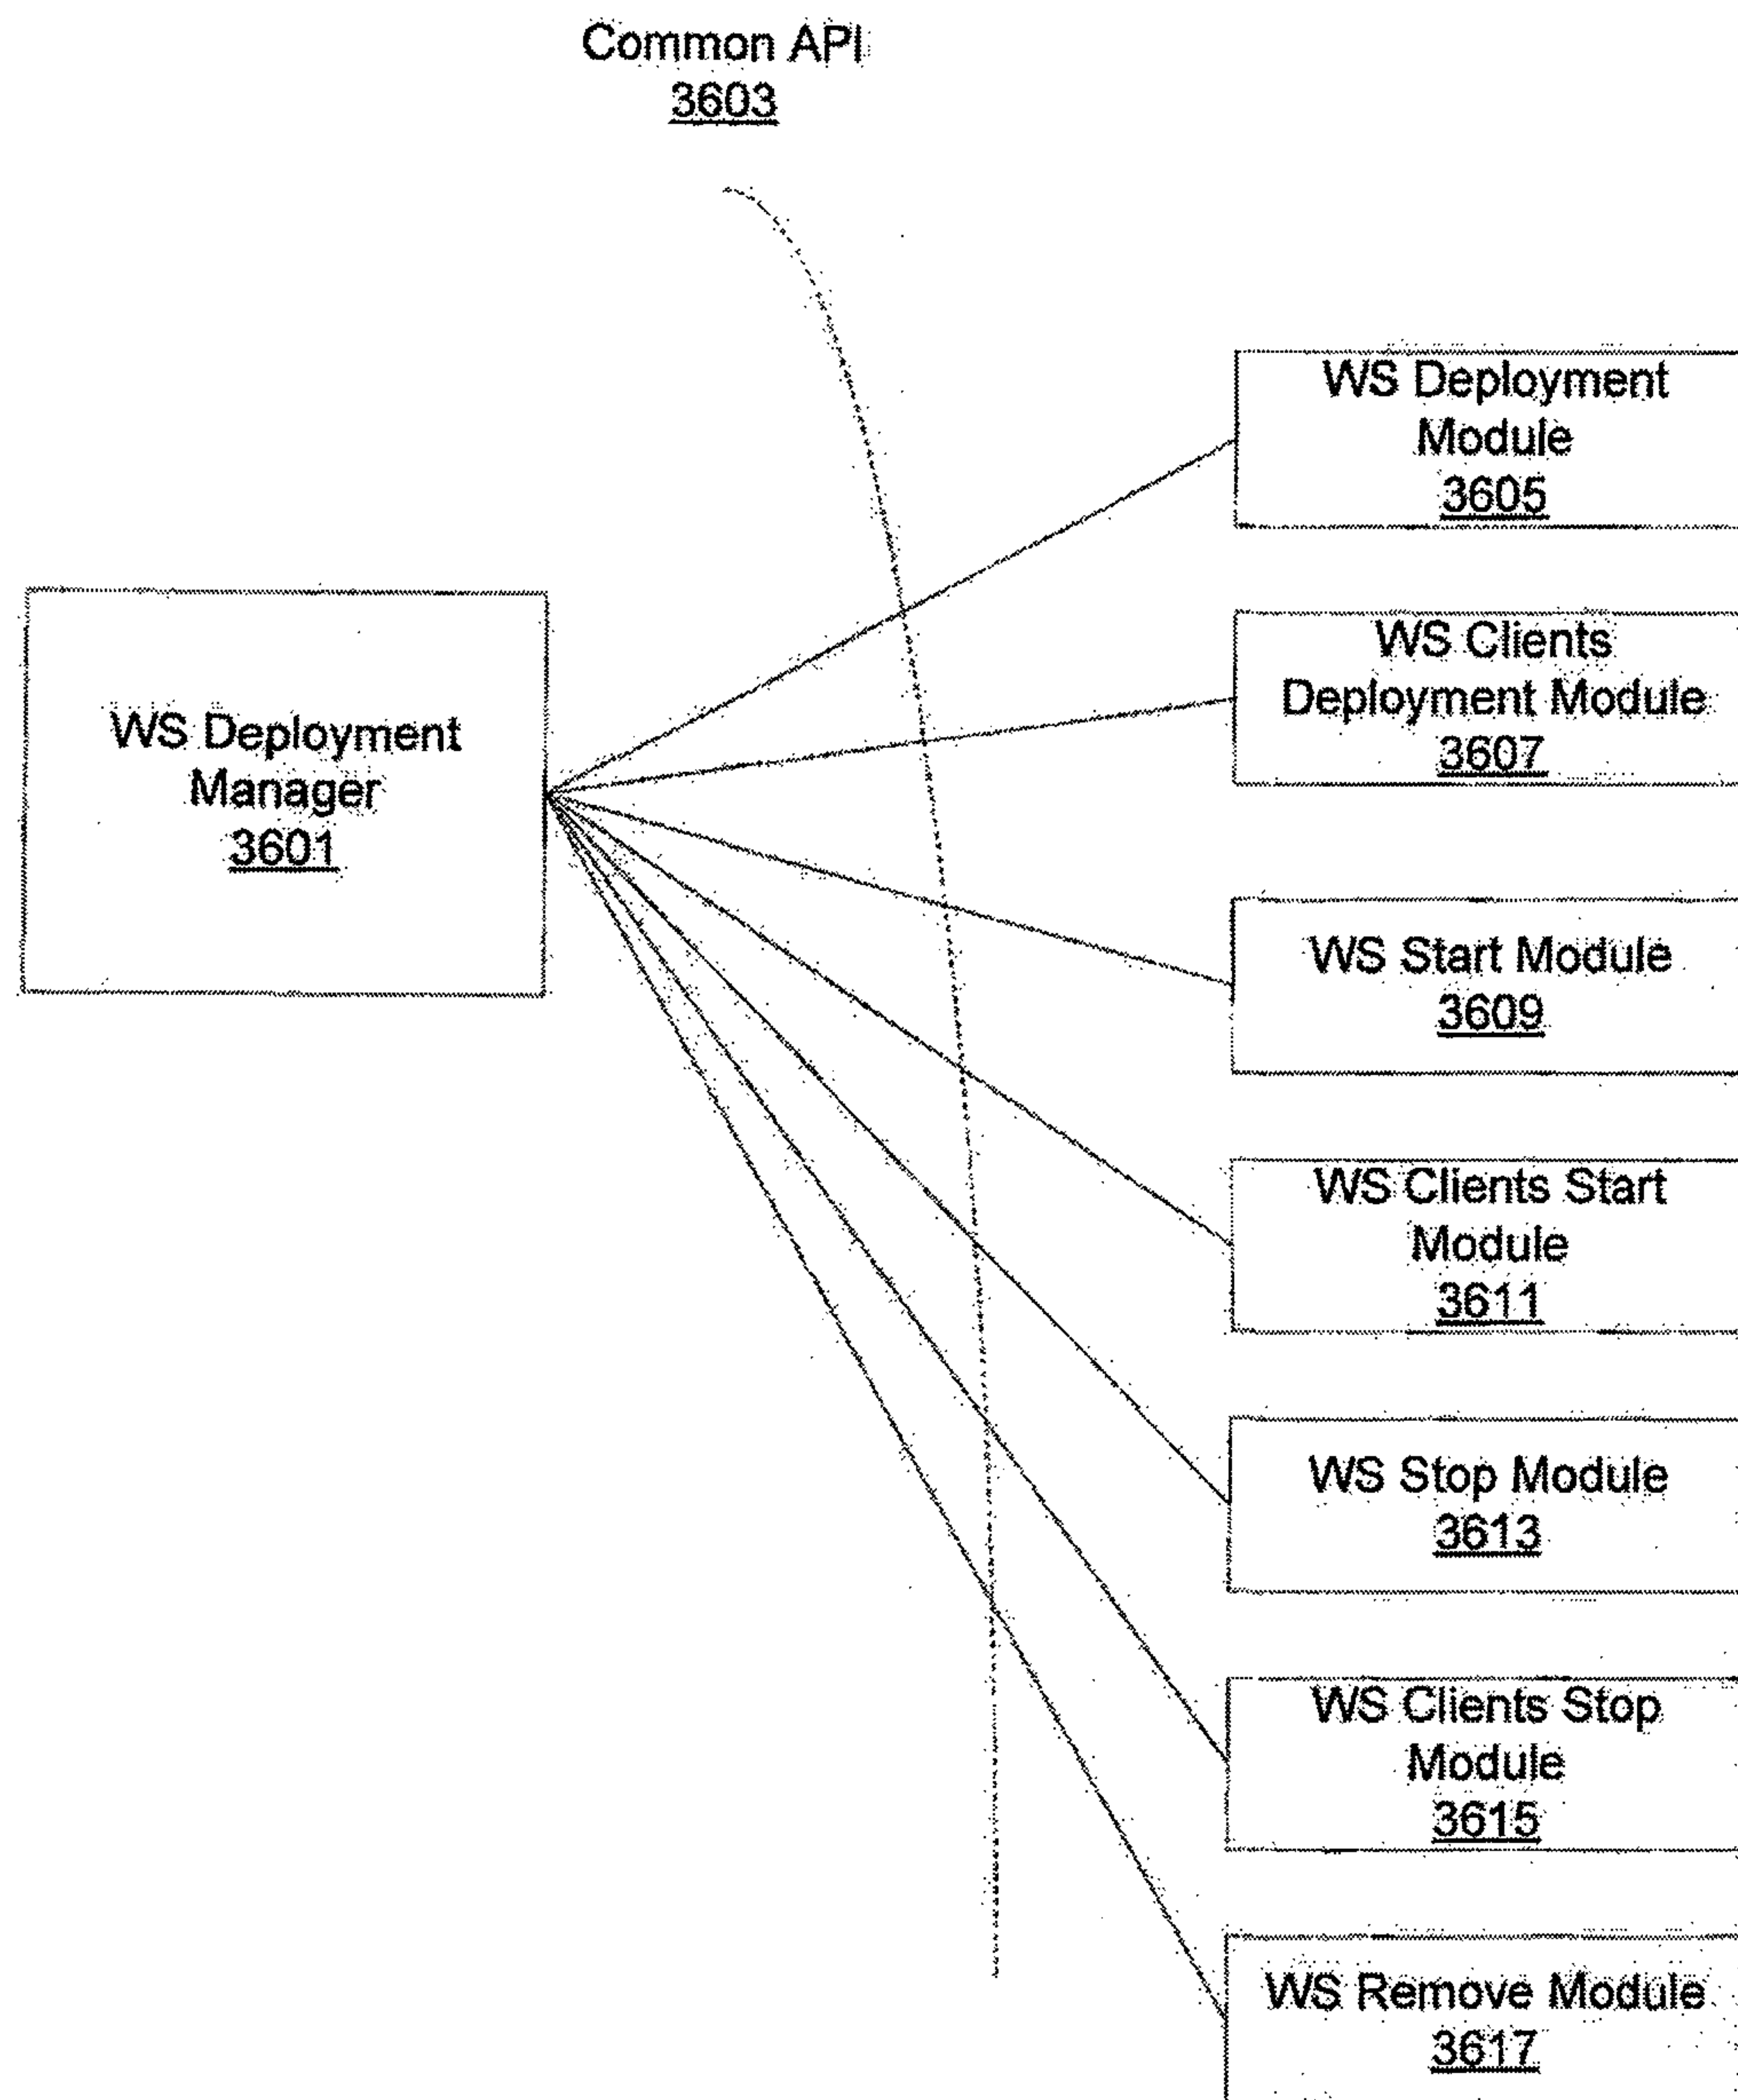 Common API
3603
WS Deployment
Module
3605
WS Clients
Deployment Module
3607
WS Deployment
Manager
3601
WS Start Module
3609
WS Clients Start
Module
3611
WS Stop Module
3613
WS Clients Stop
Module
3615
WS Remove Module
3617